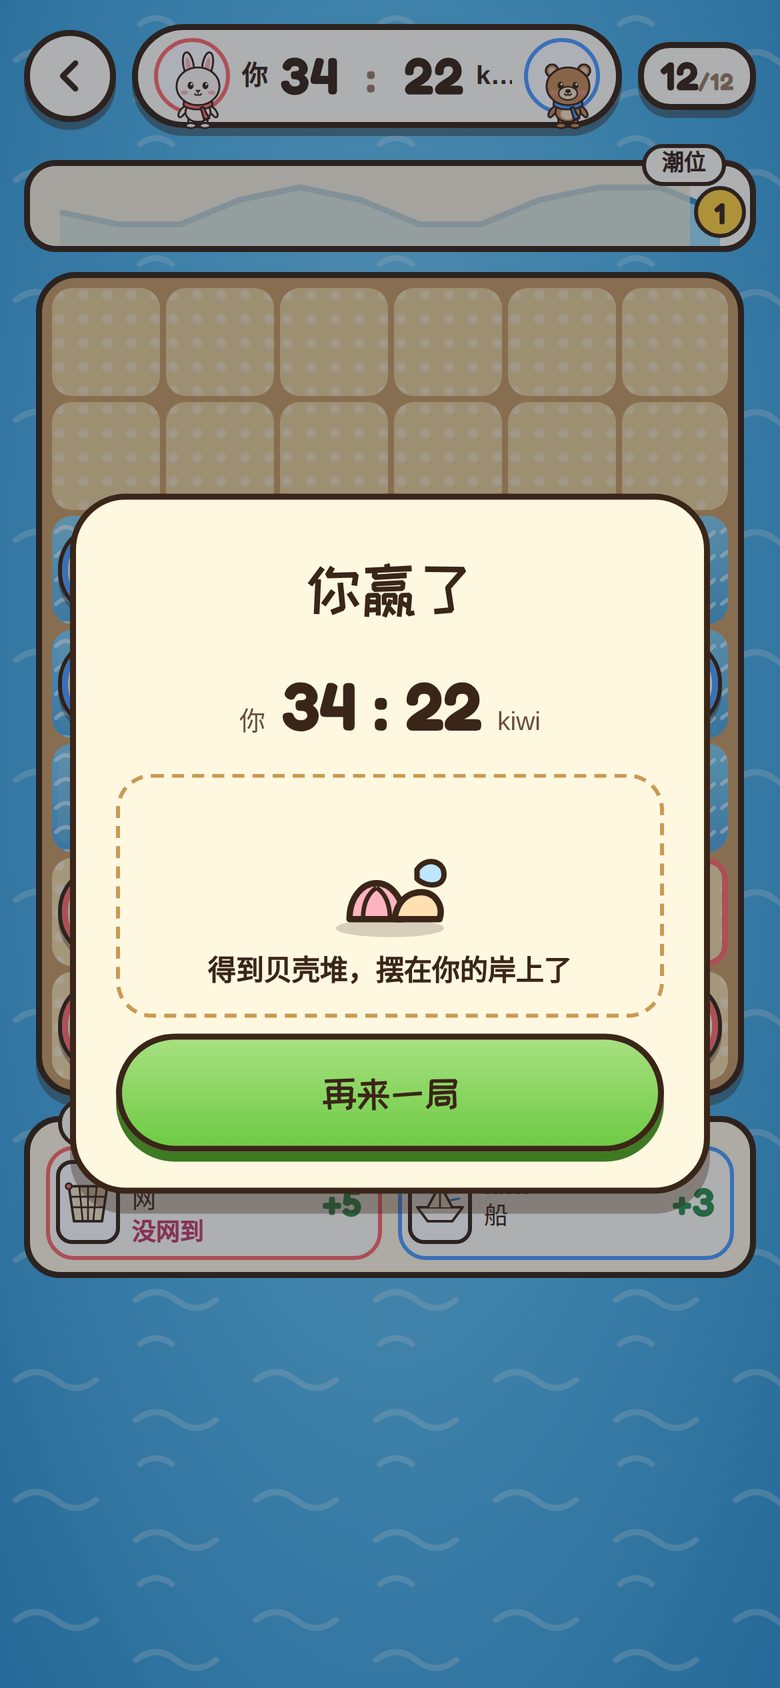 你 34 : 22 k...
12/12
潮位
1
你赢了
你 34 : 22 kiwi
得到贝壳堆，摆在你的岸上了
再来一局
网
没网到
+5
船
+3